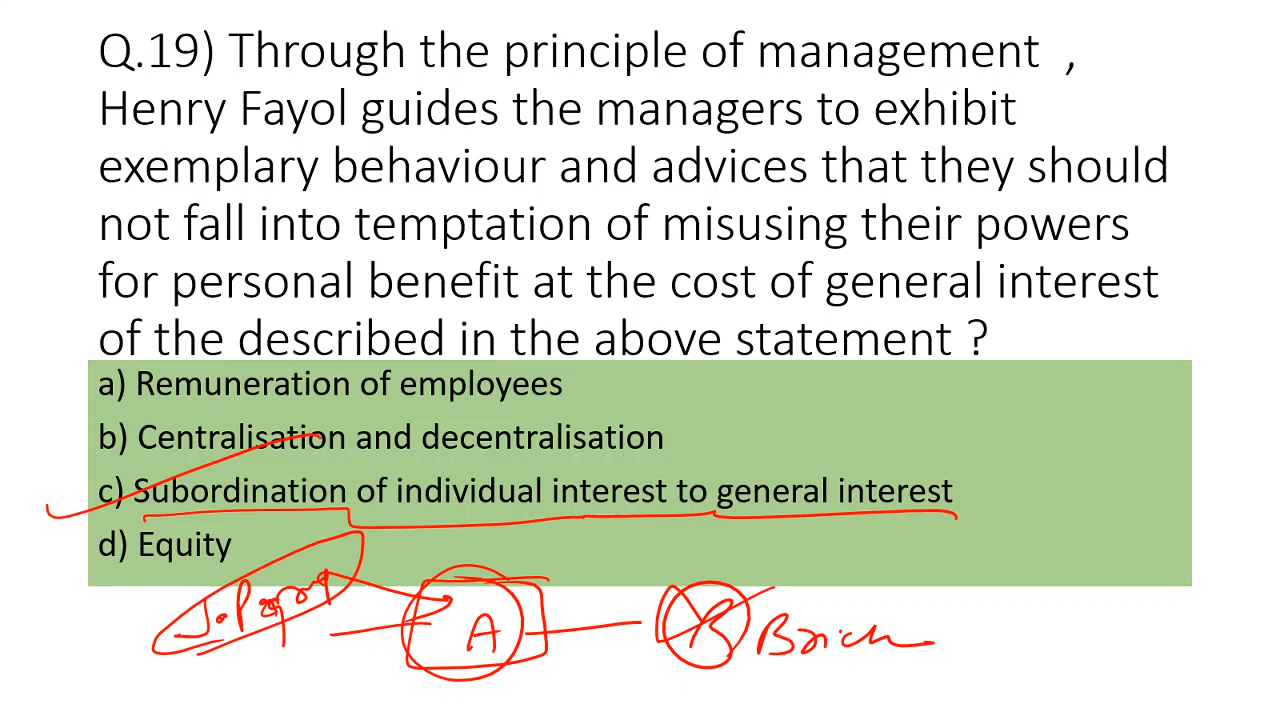 Q.19) Through the principle of management ,
Henry Fayol guides the managers to exhibit
exemplary behaviour and advices that they should
not fall into temptation of misusing their powers
for personal benefit at the cost of general interest
of the described in the above statement ?
a) Remuneration of employees
b) Centralisation and decentralisation
c) Subordination of individual interest to general interest
d) Equity
A